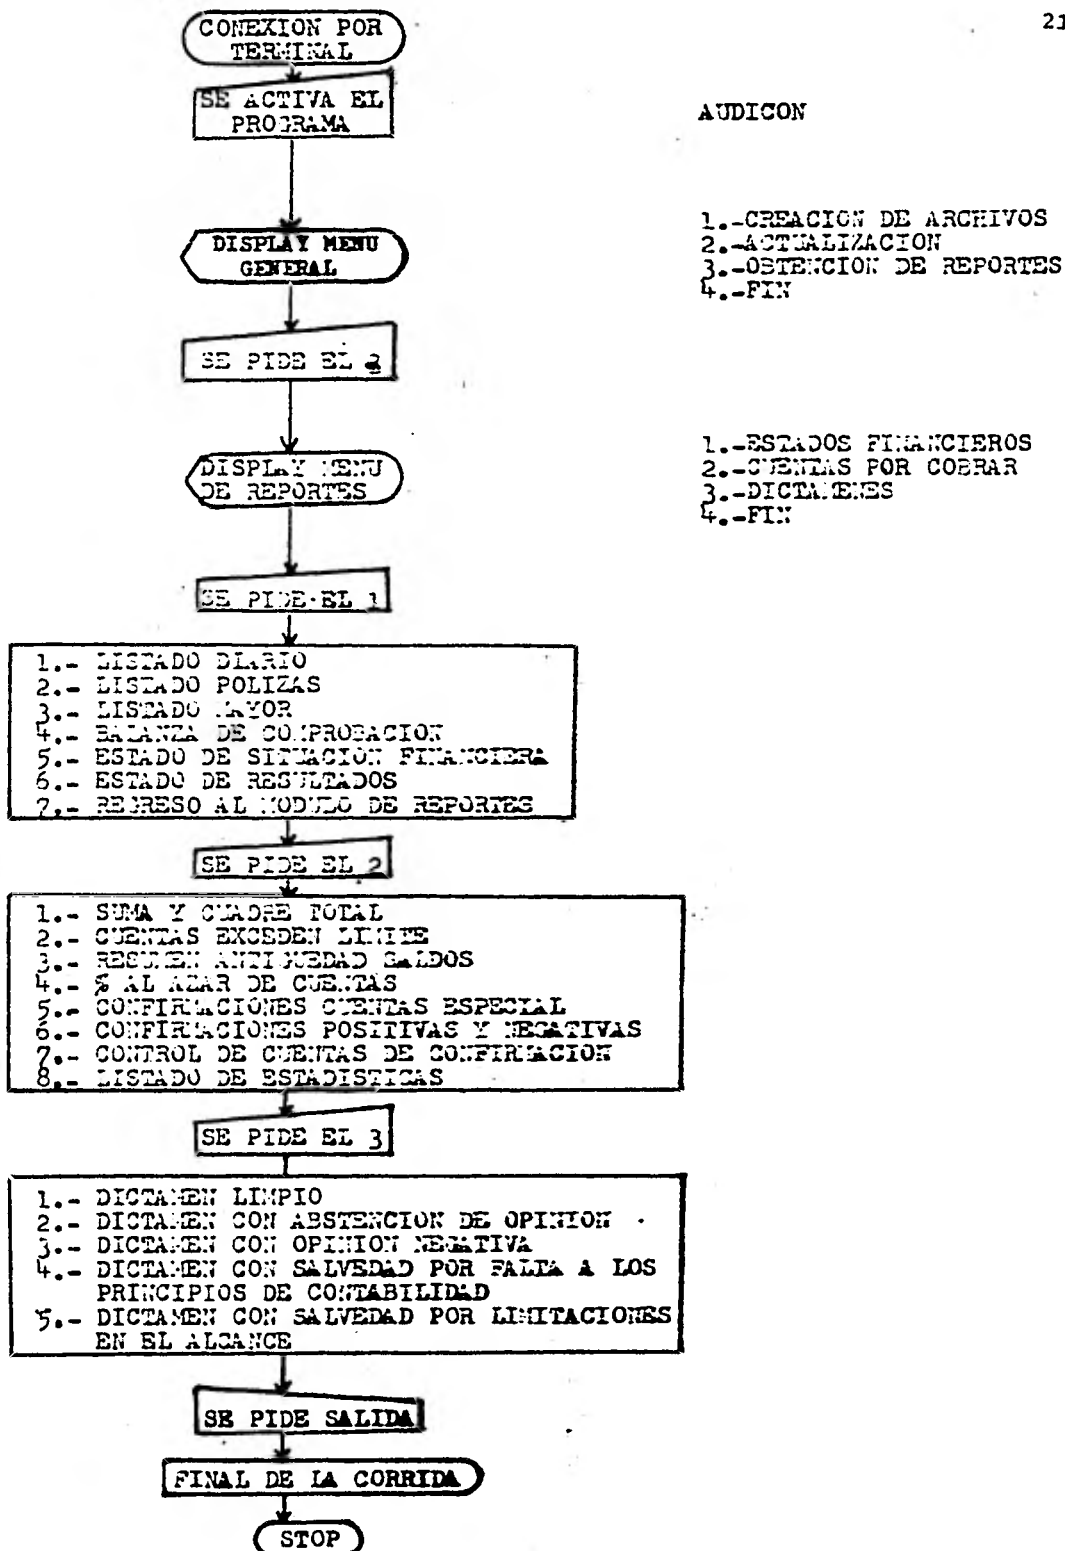 21
CONEXION POR
TERMINAL
SE ACTIVA EL
PROGRAMA
AUDICON
DISPLAY MENU
GENERAL
1.-CREACION DE ARCHIVOS
2.-ACTUALIZACION
3.-OBTENCION DE REPORTES
4.-FIN
SE PIDE EL
DISPLAY MENU
DE REPORTES
1.-ESTADOS FINANCIEROS
2.-CUENTAS POR COBRAR
3.-DICTAMENES
4.-FIN
SE PIDE EL 1
1.- LISTADO DIARIO
2.- LISTADO POLIZAS
3.- LISTADO MAYOR
4.- BALANZA DE COMPROBACION
5.- ESTADO DE SITUACION FINANCIERA
6.- ESTADO DE RESULTADOS
7.- REGRESO AL MODULO DE REPORTES
SE PIDE EL 2
1.- SUMA Y CUADRE TOTAL
2.- CUENTAS EXCEDEN LIMITE
3.- RESUMEN ANTIGUEDAD SALDOS
4.- % AL AZAR DE CUENTAS
5.- CONFIRMACIONES CUENTAS ESPECIAL
6.- CONFIRMACIONES POSITIVAS Y NEGATIVAS
7.- CONTROL DE CUENTAS DE CONFIRMACION
8.- LISTADO DE ESTADISTICAS
SE PIDE EL 3
1.- DICTAMEN LIMPIO
2.- DICTAMEN CON ABSTENCION DE OPINION
3.- DICTAMEN CON OPINION NEGATIVA
4.- DICTAMEN CON SALVEDAD POR FALTA A LOS
PRINCIPIOS DE CONTABILIDAD
5.- DICTAMEN CON SALVEDAD POR LIMITACIONES
EN EL ALCANCE
SE PIDE SALIDA
FINAL DE LA CORRIDA
STOP